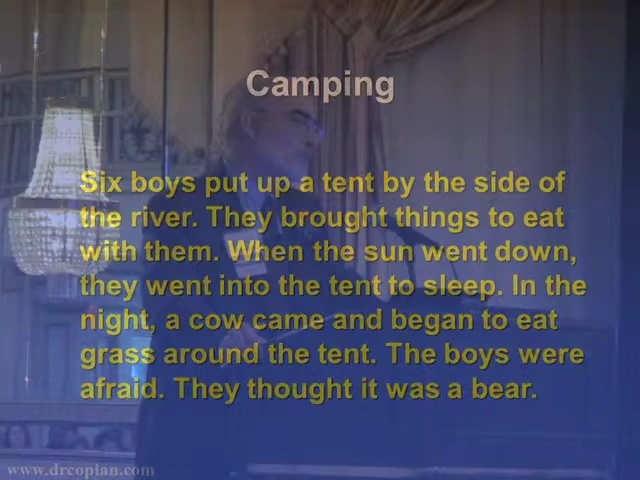 Camping
Six boys put up a tent by the side of
the river. They brought things to eat
with them. When the sun went down,
they went into the tent to sleep. In the
night, a cow came and began to eat
grass around the tent. The boys were
afraid. They thought it was a bear.
www.drcoplan.com